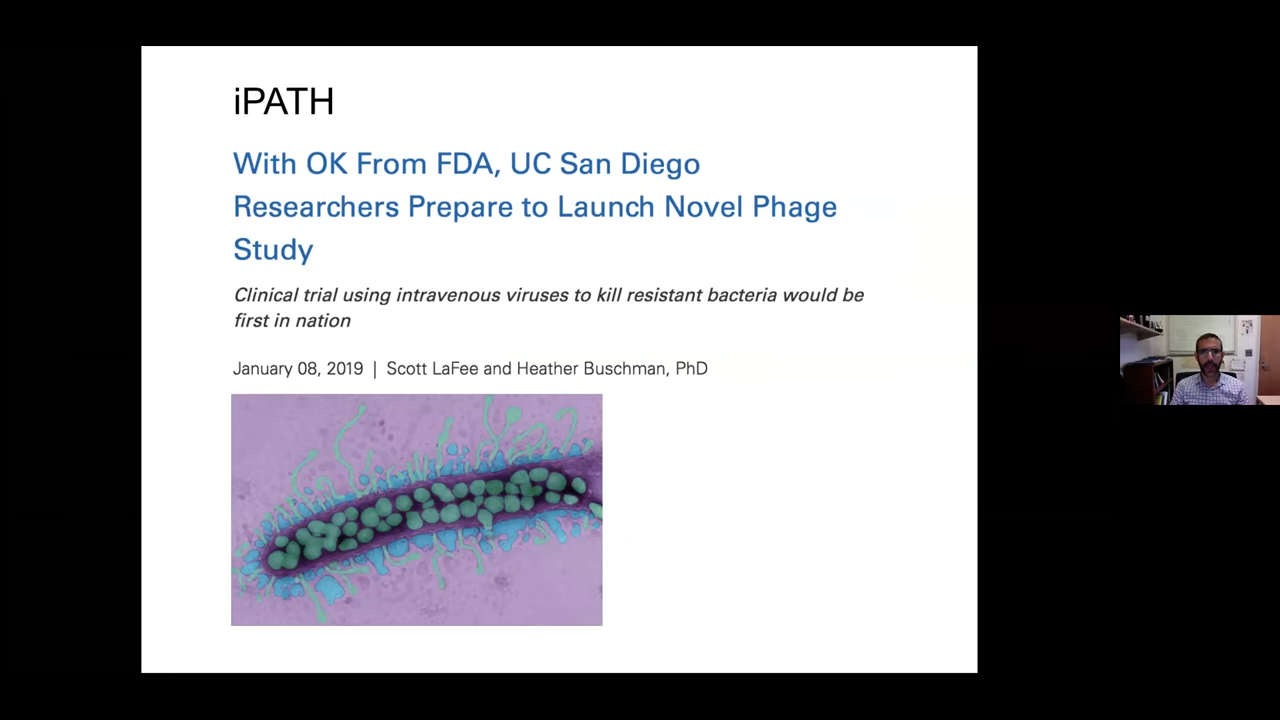 iPATH
With OK From FDA, UC San Diego
Researchers Prepare to Launch Novel Phage
Study
Clinical trial using intravenous viruses to kill resistant bacteria would be
first in nation
January 08, 2019 | Scott LaFee and Heather Buschman, PhD